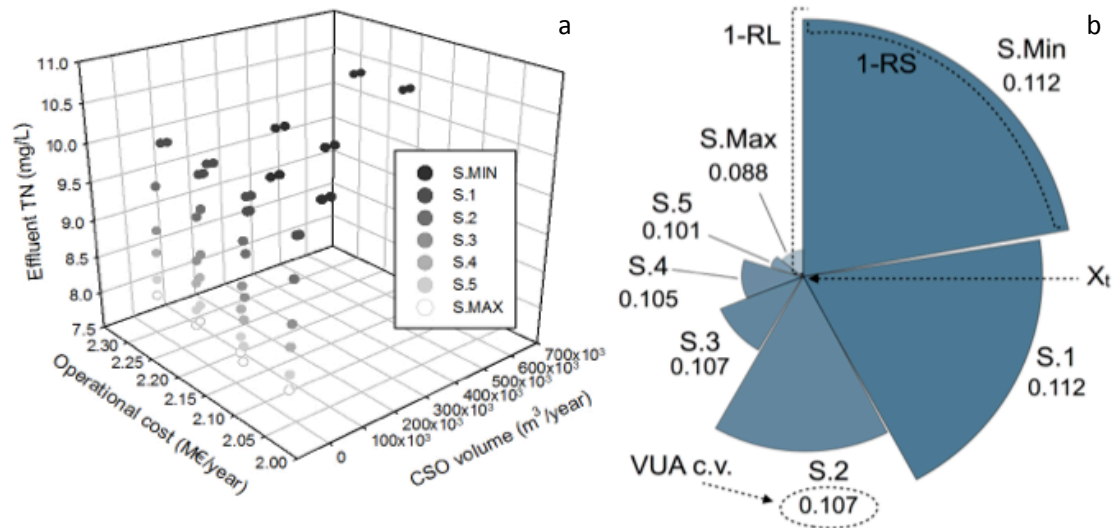 a
11.0
10.5
10.0
9.5
9.0
8.5
8.0
7.5
Effluent TN (mg/L)
2.30
2.25
2.20
2.15
2.10
2.05
2.00
Operational cost (M€/year)
0
100x10³
200x10³
300x10³
400x10³
500x10³
600x10³
700x10³
CSO volume (m³/year)
S.MIN
S.1
S.2
S.3
S.4
S.5
S.MAX
b
1-RL
1-RS
S.Min
0.112
S.Max
0.088
S.5
0.101
S.4
0.105
Xt
S.3
0.107
S.1
0.112
VUA c.v.
S.2
0.107